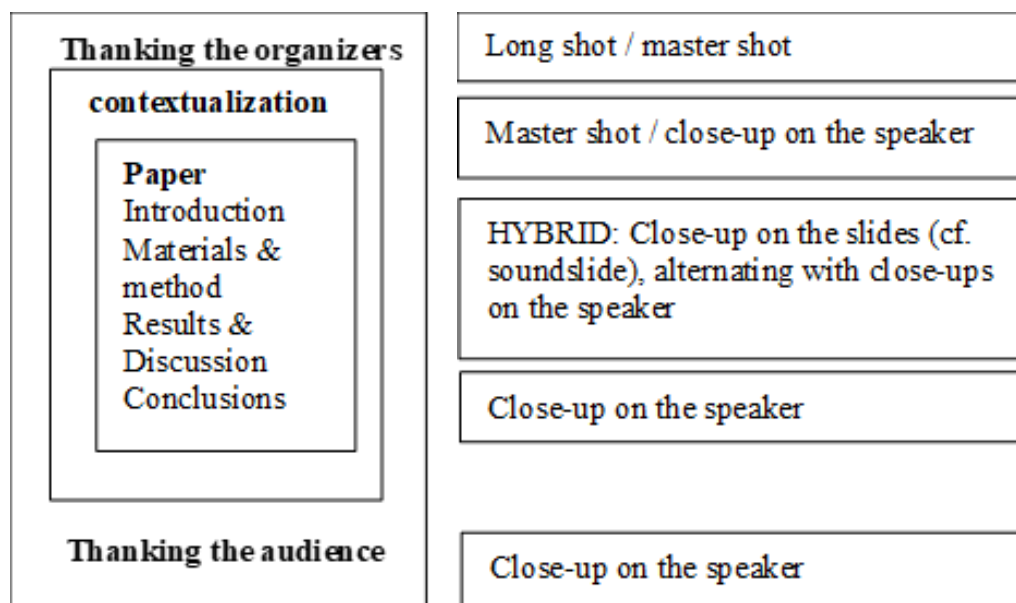 Thanking the organizers
contextualization
Paper
Introduction
Materials &
method
Results &
Discussion
Conclusions
Thanking the audience
Long shot / master shot
Master shot / close-up on the speaker
HYBRID: Close-up on the slides (cf.
soundslide), alternating with close-ups
on the speaker
Close-up on the speaker
Close-up on the speaker